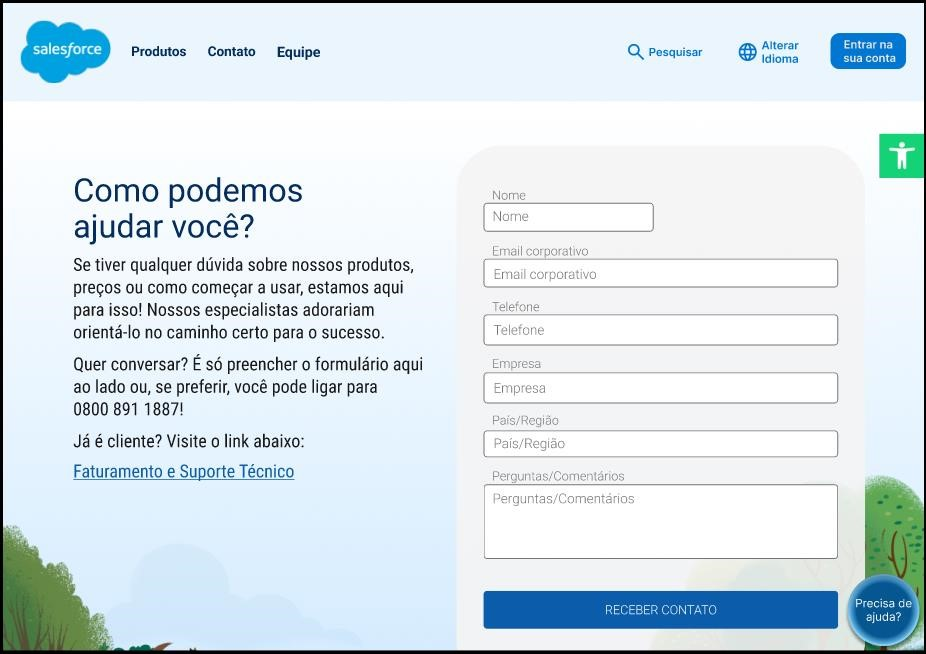 salesforce
Produtos
Contato
Equipe
Pesquisar
Alterar
Idioma
Entrar na
sua conta
Como podemos
ajudar você?
Se tiver qualquer dúvida sobre nossos produtos,
preços ou como começar a usar, estamos aqui
para isso! Nossos especialistas adorariam
orientá-lo no caminho certo para o sucesso.
Quer conversar? É só preencher o formulário aqui
ao lado ou, se preferir, você pode ligar para
0800 891 1887!
Já é cliente? Visite o link abaixo:
Faturamento e Suporte Técnico
Nome
Nome
Email corporativo
Email corporativo
Telefone
Telefone
Empresa
Empresa
País/Região
País/Região
Perguntas/Comentários
Perguntas/Comentários
RECEBER CONTATO
Precisa de
ajuda?